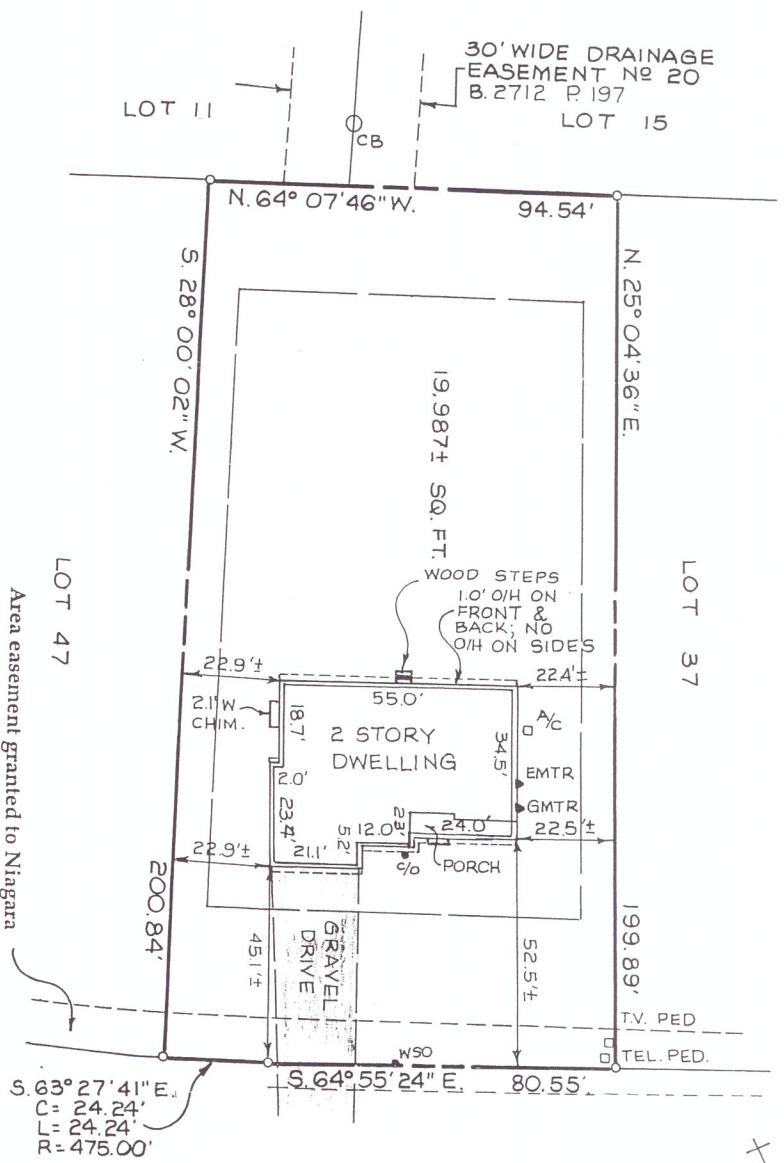 30' WIDE DRAINAGE
EASEMENT Nº 20
B. 2712 P. 197
LOT 11
LOT 15
CB
N. 64° 07' 46" W.
94.54'
S. 28° 00' 02" W.
N. 25° 04' 36" E.
19,987± SQ. FT.
LOT 47
LOT 37
WOOD STEPS
1.0' O/H ON
FRONT &
BACK; NO
O/H ON SIDES
22.9'±
22.4'±
55.0'
2.1' W
CHIM.
18.7'
2 STORY
DWELLING
34.5'
A/C
EMTR
GMTR
2.0'
23.4'
5.2'
12.0'
2.3'
24.0'
22.5'±
21.1'
22.9'±
C/O
PORCH
Area easement granted to Niagara
200.84'
45.1'±
GRAVEL
DRIVE
52.5'±
199.89'
T.V. PED
TEL. PED.
WSO
S. 64° 55' 24" E.
80.55'
S. 63° 27' 41" E.
C= 24.24'
L= 24.24'
R= 475.00'